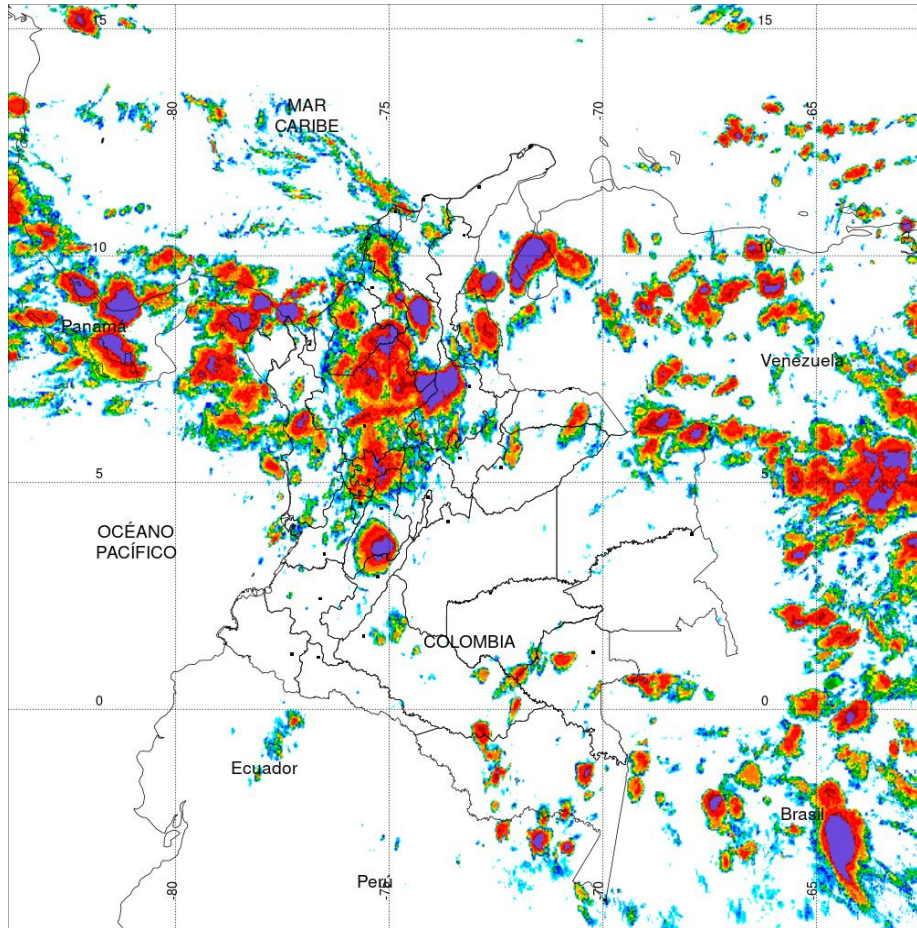 15
15
-80
-75
-70
-65
MAR
CARIBE
10
10
Panamá
Venezuela
5
5
OCÉANO
PACÍFICO
COLOMBIA
0
0
Ecuador
Brasil
Perú
-80
-75
-70
-65